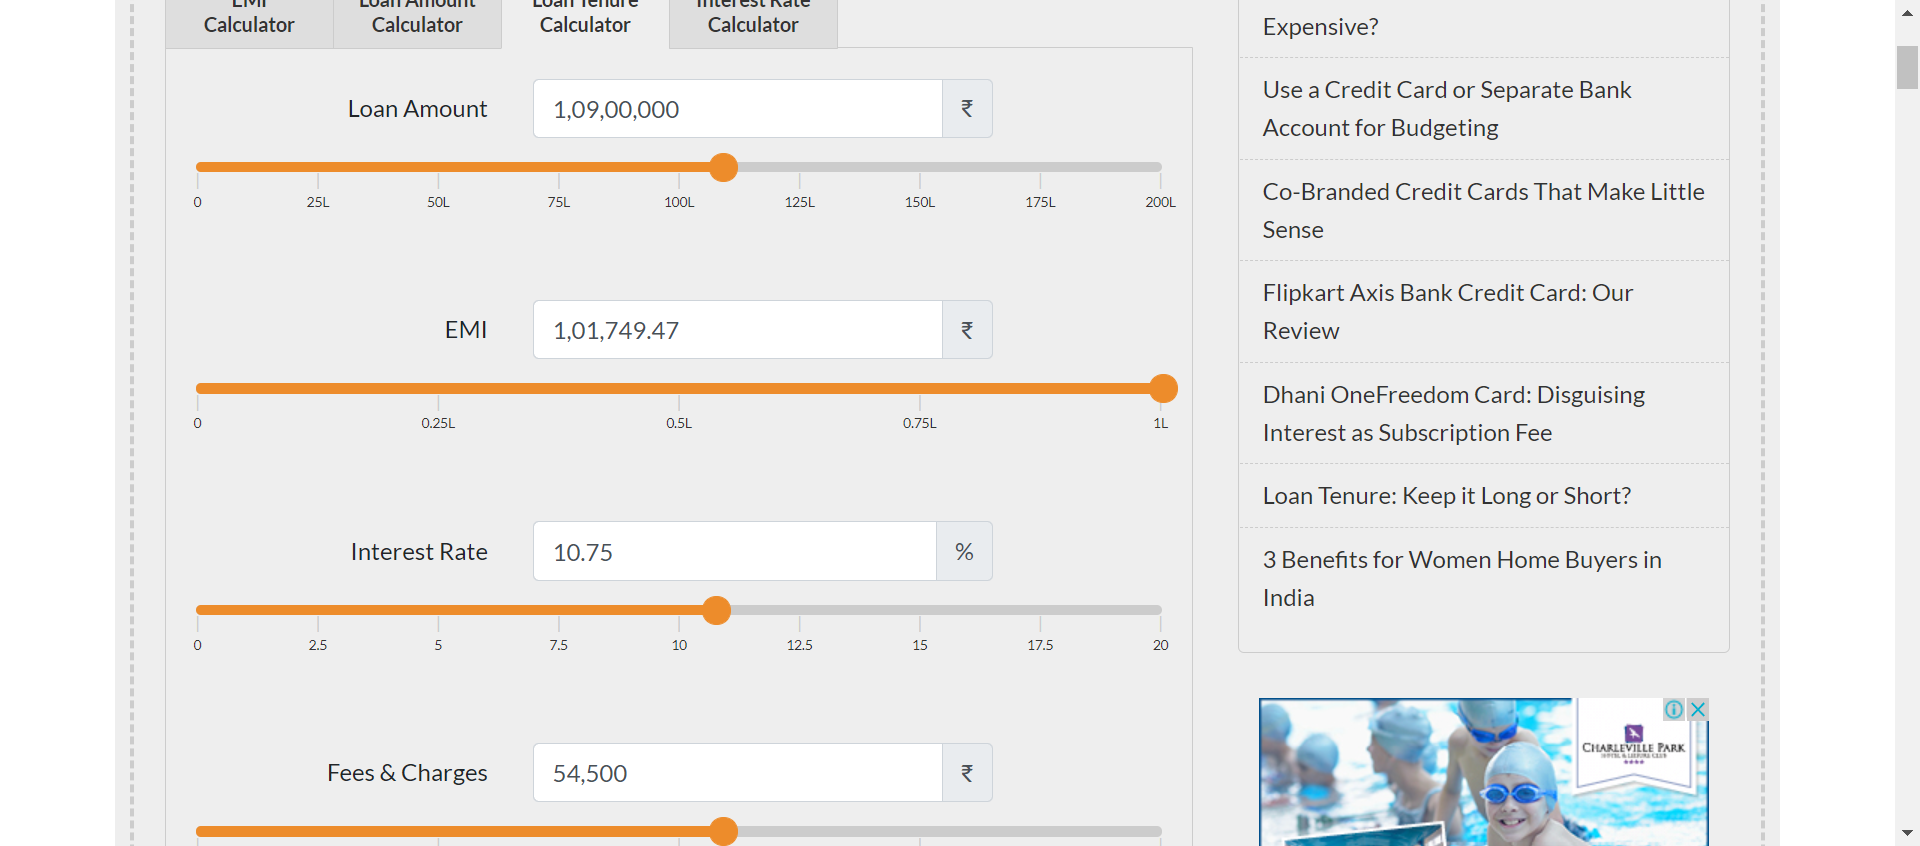 EMI
Calculator
Loan Amount
Calculator
Loan Tenure
Calculator
Interest Rate
Calculator
Loan Amount
1,09,00,000
₹
0 25L 50L 75L 100L 125L 150L 175L 200L
EMI
1,01,749.47
₹
0 0.25L 0.5L 0.75L 1L
Interest Rate
10.75
%
0 2.5 5 7.5 10 12.5 15 17.5 20
Fees & Charges
54,500
₹
Expensive?
Use a Credit Card or Separate Bank
Account for Budgeting
Co-Branded Credit Cards That Make Little
Sense
Flipkart Axis Bank Credit Card: Our
Review
Dhani OneFreedom Card: Disguising
Interest as Subscription Fee
Loan Tenure: Keep it Long or Short?
3 Benefits for Women Home Buyers in
India
CHARLEVILLE PARK
HOTEL & LEISURE CLUB